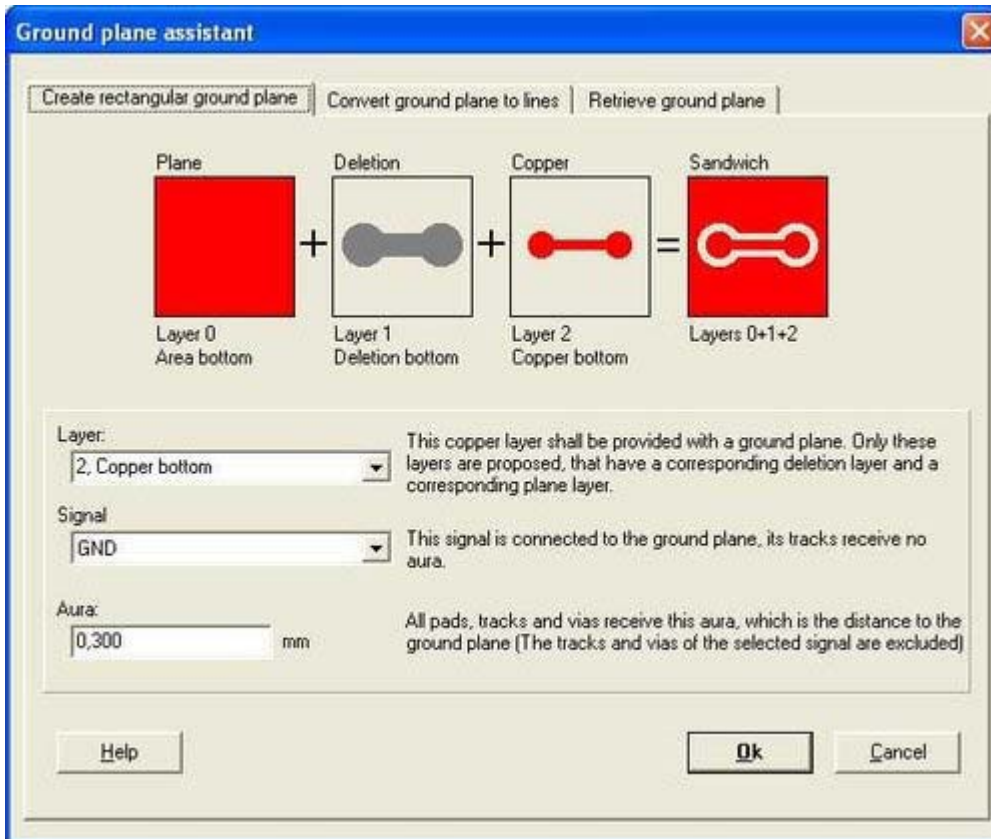 Ground plane assistant
Create rectangular ground plane
Convert ground plane to lines
Retrieve ground plane
Plane
Deletion
Copper
Sandwich
+
+
=
Layer 0
Area bottom
Layer 1
Deletion bottom
Layer 2
Copper bottom
Layers 0+1+2
Layer:
2, Copper bottom
This copper layer shall be provided with a ground plane. Only these
layers are proposed, that have a corresponding deletion layer and a
corresponding plane layer.
Signal
GND
This signal is connected to the ground plane, its tracks receive no
aura.
Aura:
0,300
mm
All pads, tracks and vias receive this aura, which is the distance to the
ground plane (The tracks and vias of the selected signal are excluded)
Help
Ok
Cancel